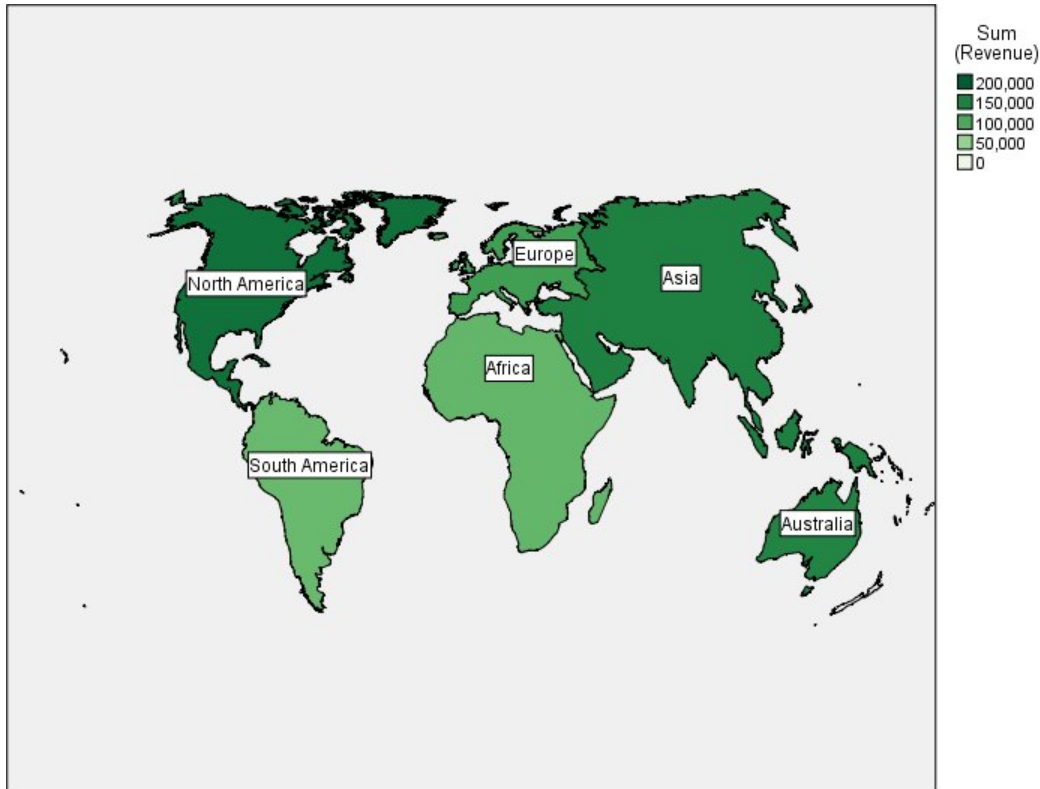 Sum
(Revenue)
200,000
150,000
100,000
50,000
0
Europe
North America
Asia
Africa
South America
Australia